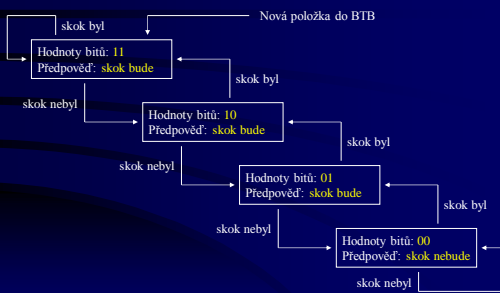 Nová položka do BTB
skok byl
Hodnoty bitů: 11
Předpověď: skok bude
skok byl
skok nebyl
Hodnoty bitů: 10
Předpověď: skok bude
skok byl
skok nebyl
Hodnoty bitů: 01
Předpověď: skok bude
skok byl
skok nebyl
Hodnoty bitů: 00
Předpověď: skok nebude
skok nebyl